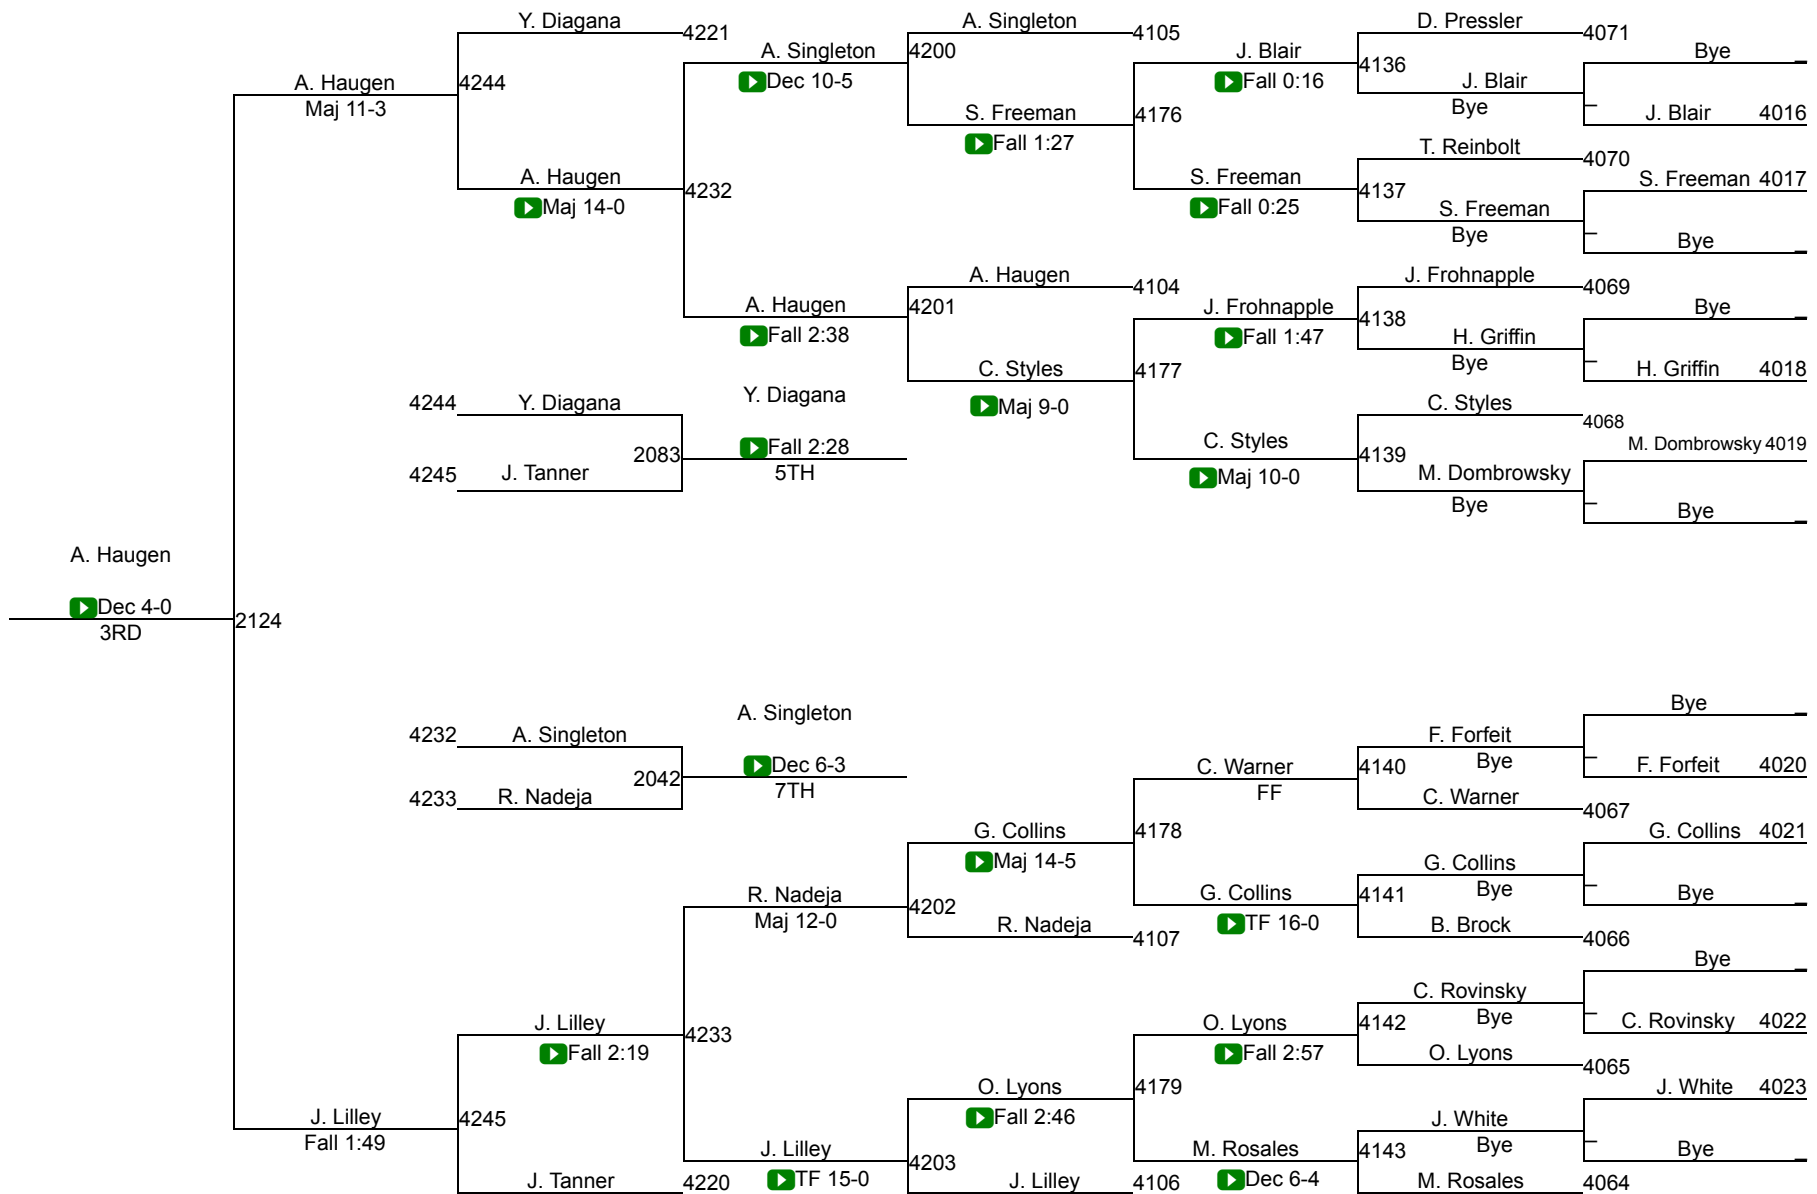 Y. Diagana
4221
A. Haugen
Maj 11-3
4244
A. Haugen
Maj 14-0
A. Singleton
Dec 10-5
4232
A. Haugen
Fall 2:38
A. Singleton
4105
4200
S. Freeman
Fall 1:27
A. Haugen
4104
4201
C. Styles
Maj 9-0
J. Blair
Fall 0:16
4176
S. Freeman
Fall 0:25
J. Frohnapple
Fall 1:47
4177
C. Styles
Maj 10-0
D. Pressler
4071
4136
J. Blair
Bye
T. Reinbolt
4070
4137
S. Freeman
Bye
J. Frohnapple
4069
4138
H. Griffin
Bye
C. Styles
4068
4139
M. Dombrowsky
Bye
Bye
J. Blair 4016
S. Freeman 4017
Bye
Bye
H. Griffin 4018
M. Dombrowsky 4019
Bye
4244 Y. Diagana
4245 J. Tanner
2083
Y. Diagana
Fall 2:28
5TH
A. Haugen
Dec 4-0
3RD
2124
4232 A. Singleton
4233 R. Nadeja
2042
A. Singleton
Dec 6-3
7TH
J. Lilley
Fall 1:49
4245
J. Lilley
Fall 2:19
J. Tanner
4220
R. Nadeja
Maj 12-0
4233
J. Lilley
TF 15-0
G. Collins
Maj 14-5
4202
R. Nadeja
4107
O. Lyons
Fall 2:46
4203
J. Lilley
4106
C. Warner
FF
4178
G. Collins
TF 16-0
O. Lyons
Fall 2:57
4179
M. Rosales
Dec 6-4
F. Forfeit
Bye
4140
C. Warner
4067
G. Collins
Bye
4141
B. Brock
4066
C. Rovinsky
Bye
4142
O. Lyons
4065
J. White
Bye
4143
M. Rosales
4064
Bye
F. Forfeit 4020
G. Collins 4021
Bye
Bye
C. Rovinsky 4022
J. White 4023
Bye